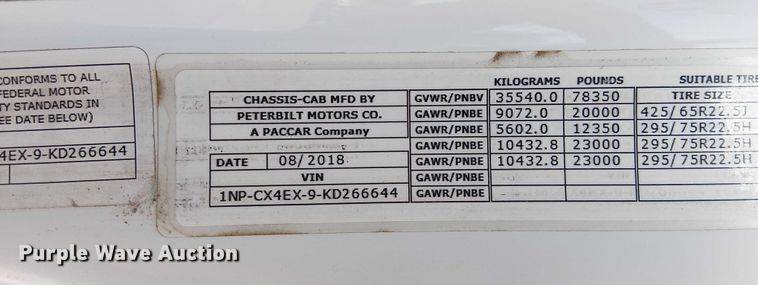 CONFORMS TO ALL
FEDERAL MOTOR
STANDARDS IN
DATE BELOW)
4EX-9-KD266644
KILOGRAMS POUNDS SUITABLE TIRE
CHASSIS-CAB MFD BY GVWR/PNBV 35540.0 78350 TIRE SIZE
PETERBILT MOTORS CO. GAWR/PNBE 9072.0 20000 425/ 65R22.5J
A PACCAR Company GAWR/PNBE 5602.0 12350 295/ 75R22.5H
GAWR/PNBE 10432.8 23000 295/ 75R22.5H
DATE 08/2018 GAWR/PNBE 10432.8 23000 295/ 75R22.5H
VIN GAWR/PNBE
1NP-CX4EX-9-KD266644 GAWR/PNBE
Purple Wave Auction